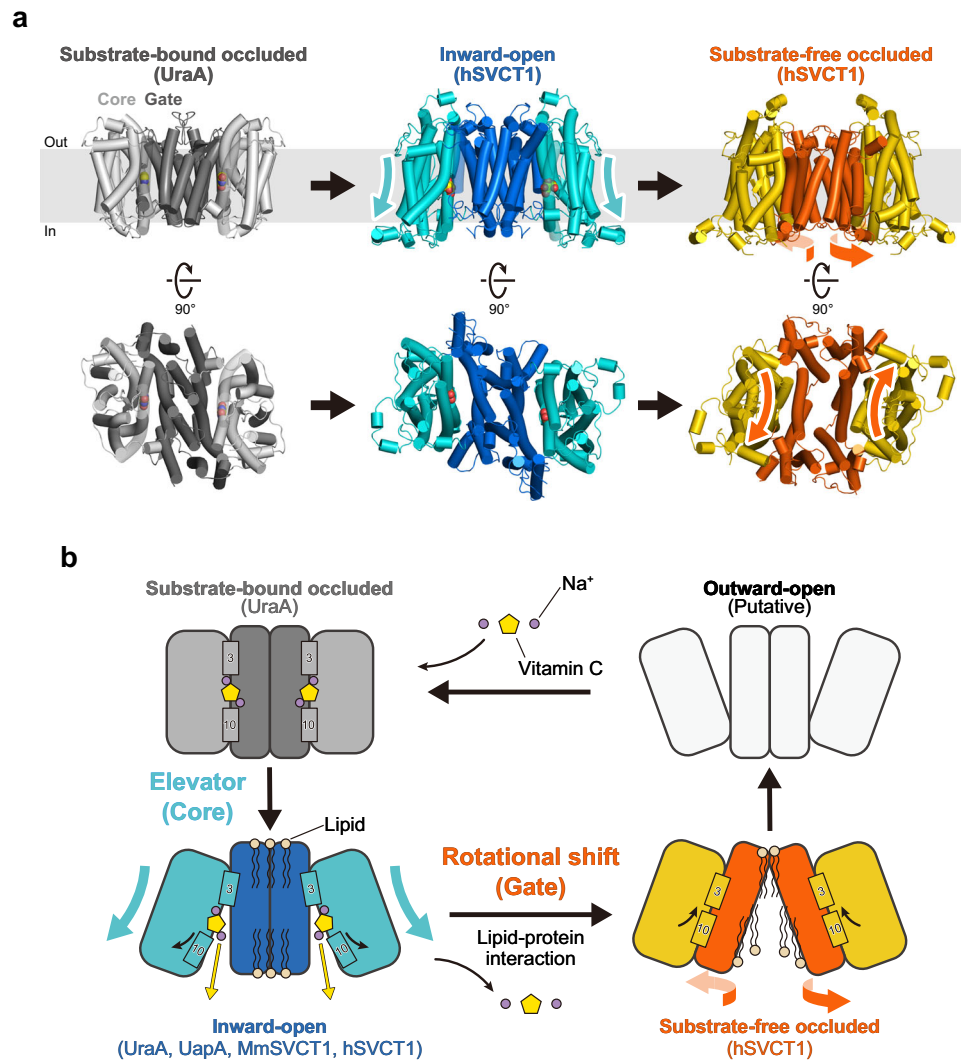 a
Substrate-bound occluded
(UraA)
Inward-open
(hSVCT1)
Substrate-free occluded
(hSVCT1)
Core Gate
Out
In
90°
90°
90°
b
Substrate-bound occluded
(UraA)
Na+
Vitamin C
Outward-open
(Putative)
3
3
10
10
Elevator
(Core)
Lipid
3
3
10
10
Rotational shift
(Gate)
Lipid-protein
interaction
3
3
10
10
Inward-open
(UraA, UapA, MmSVCT1, hSVCT1)
Substrate-free occluded
(hSVCT1)